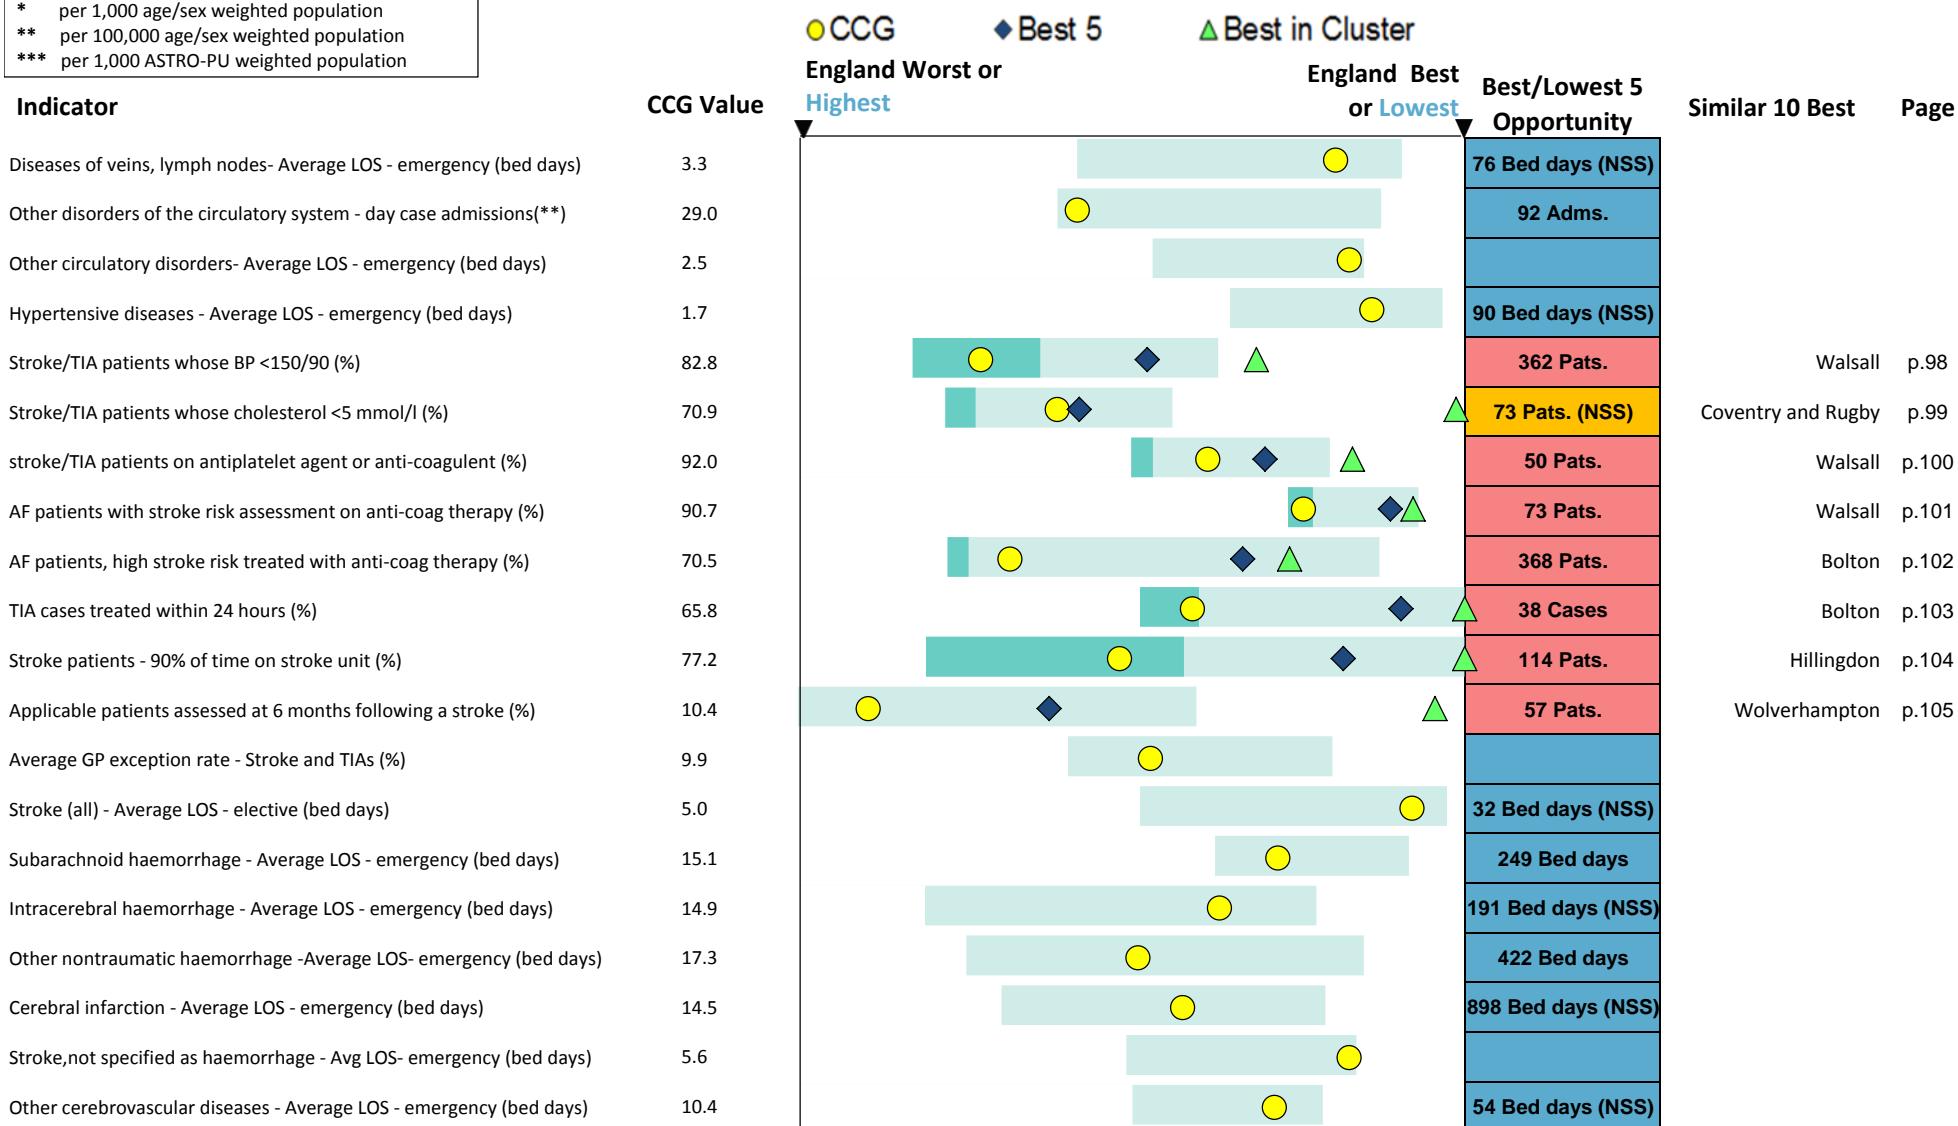 * per 1,000 age/sex weighted population
** per 100,000 age/sex weighted population
*** per 1,000 ASTRO-PU weighted population
CCG Best 5 Best in Cluster
England Worst or Highest
England Best or Lowest
Indicator CCG Value Best/Lowest 5 Opportunity Similar 10 Best Page
Diseases of veins, lymph nodes- Average LOS - emergency (bed days) 3.3 76 Bed days (NSS)
Other disorders of the circulatory system - day case admissions(**) 29.0 92 Adms.
Other circulatory disorders- Average LOS - emergency (bed days) 2.5
Hypertensive diseases - Average LOS - emergency (bed days) 1.7 90 Bed days (NSS)
Stroke/TIA patients whose BP <150/90 (%) 82.8 362 Pats. Walsall p.98
Stroke/TIA patients whose cholesterol <5 mmol/l (%) 70.9 73 Pats. (NSS) Coventry and Rugby p.99
stroke/TIA patients on antiplatelet agent or anti-coagulent (%) 92.0 50 Pats. Walsall p.100
AF patients with stroke risk assessment on anti-coag therapy (%) 90.7 73 Pats. Walsall p.101
AF patients, high stroke risk treated with anti-coag therapy (%) 70.5 368 Pats. Bolton p.102
TIA cases treated within 24 hours (%) 65.8 38 Cases Bolton p.103
Stroke patients - 90% of time on stroke unit (%) 77.2 114 Pats. Hillingdon p.104
Applicable patients assessed at 6 months following a stroke (%) 10.4 57 Pats. Wolverhampton p.105
Average GP exception rate - Stroke and TIAs (%) 9.9
Stroke (all) - Average LOS - elective (bed days) 5.0 32 Bed days (NSS)
Subarachnoid haemorrhage - Average LOS - emergency (bed days) 15.1 249 Bed days
Intracerebral haemorrhage - Average LOS - emergency (bed days) 14.9 191 Bed days (NSS)
Other nontraumatic haemorrhage -Average LOS- emergency (bed days) 17.3 422 Bed days
Cerebral infarction - Average LOS - emergency (bed days) 14.5 898 Bed days (NSS)
Stroke,not specified as haemorrhage - Avg LOS- emergency (bed days) 5.6
Other cerebrovascular diseases - Average LOS - emergency (bed days) 10.4 54 Bed days (NSS)